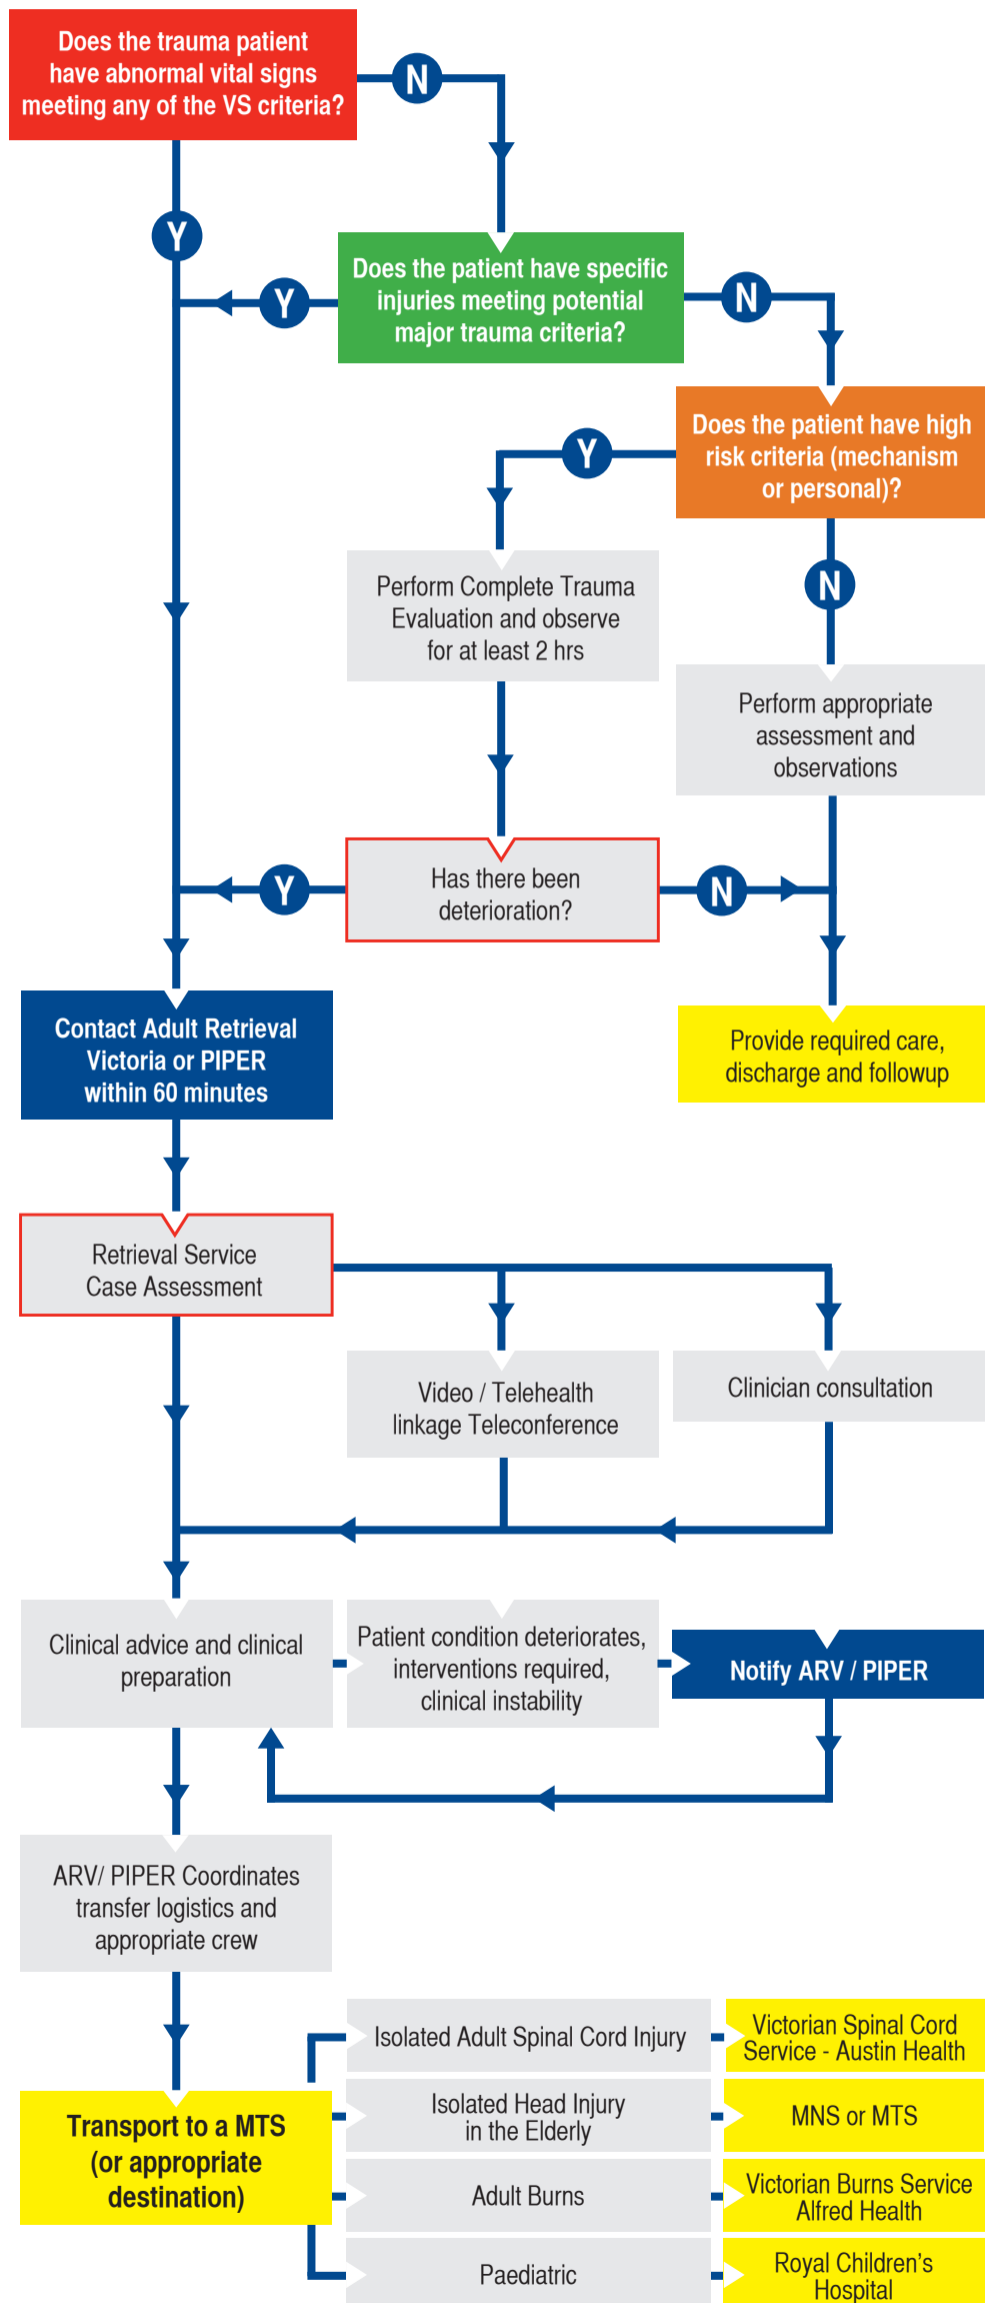 Does the trauma patient
have abnormal vital signs
meeting any of the VS criteria?
N
Y
Does the patient have specific
injuries meeting potential
major trauma criteria?
Y
N
Does the patient have high
risk criteria (mechanism
or personal)?
Y
N
Perform Complete Trauma
Evaluation and observe
for at least 2 hrs
Perform appropriate
assessment and
observations
Has there been
deterioration?
Y
N
Contact Adult Retrieval
Victoria or PIPER
within 60 minutes
Provide required care,
discharge and followup
Retrieval Service
Case Assessment
Video / Telehealth
linkage Teleconference
Clinician consultation
Clinical advice and clinical
preparation
Patient condition deteriorates,
interventions required,
clinical instability
Notify ARV / PIPER
ARV/ PIPER Coordinates
transfer logistics and
appropriate crew
Transport to a MTS
(or appropriate
destination)
Isolated Adult Spinal Cord Injury
Victorian Spinal Cord
Service - Austin Health
Isolated Head Injury
in the Elderly
MNS or MTS
Adult Burns
Victorian Burns Service
Alfred Health
Paediatric
Royal Children's
Hospital